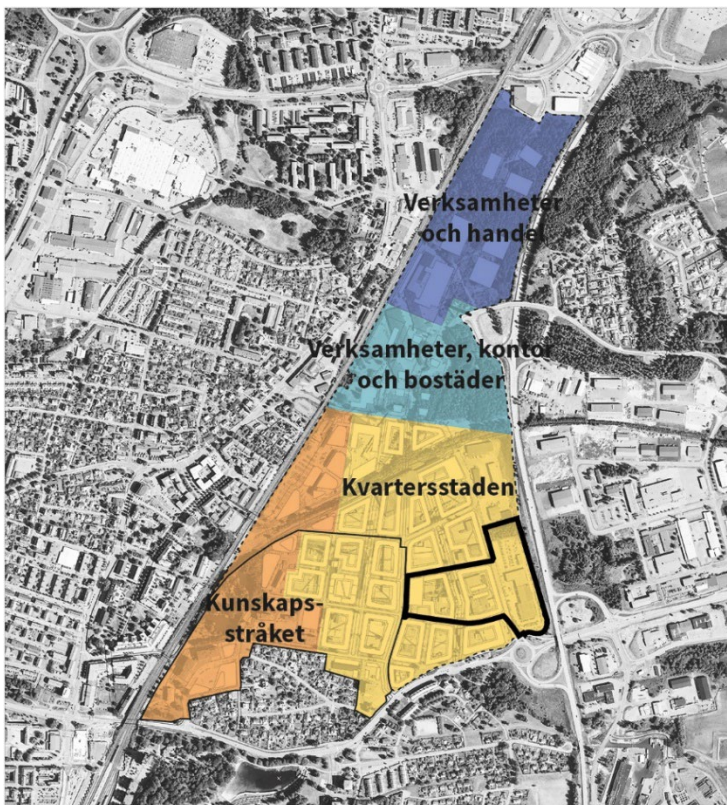 Verksamheter
och handel
Verksamheter, kontor
och bostäder
Kvartersstaden
Kunskaps-
stråket